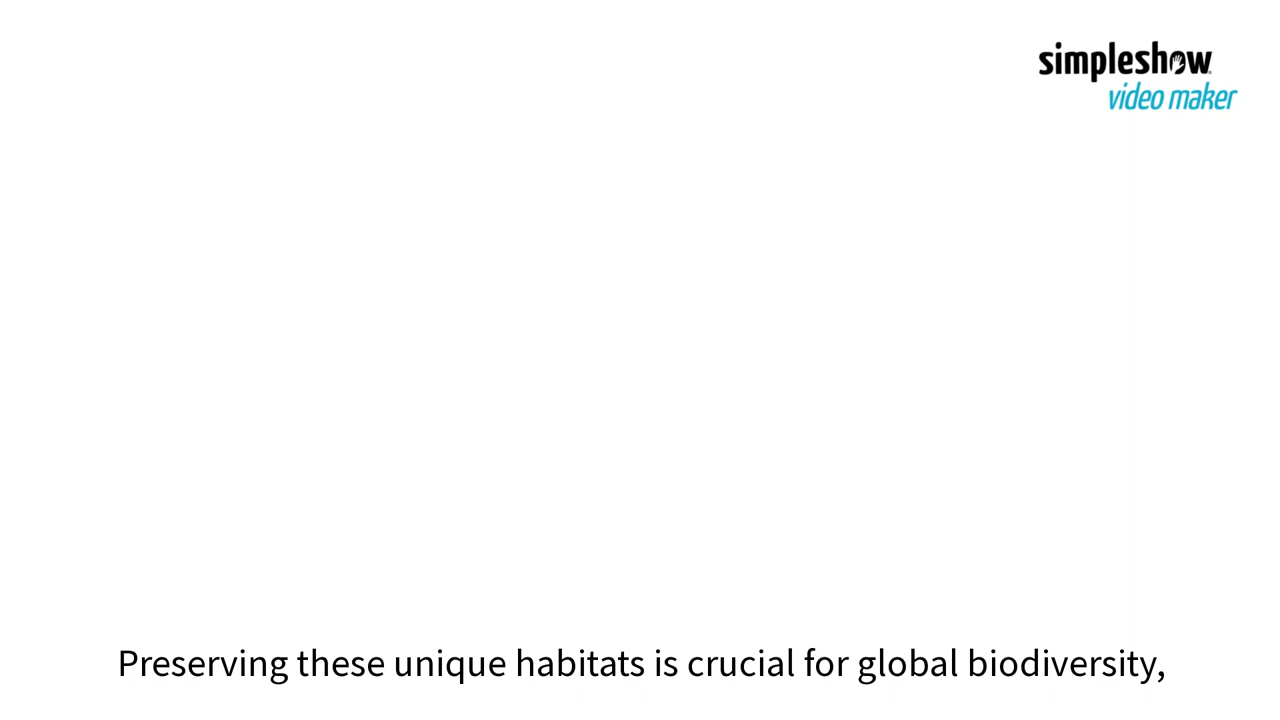 simpleshow
video maker
Preserving these unique habitats is crucial for global biodiversity,